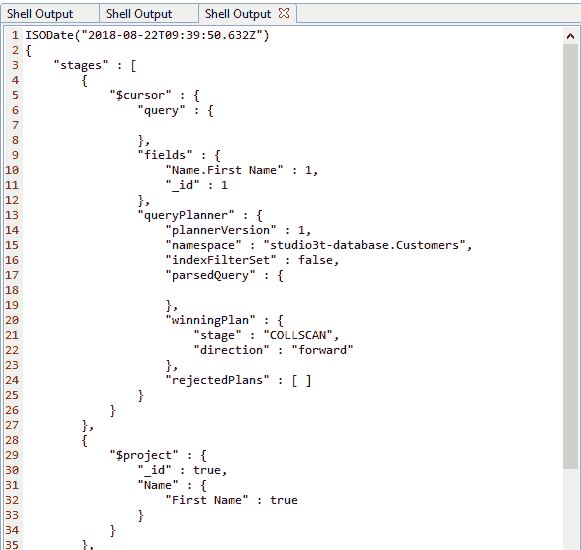 Shell Output Shell Output Shell Output
1 ISODate("2018-08-22T09:39:50.632Z")
2 {
3 "stages" : [
4 {
5 "$cursor" : {
6 "query" : {
7
8 },
9 "fields" : {
10 "Name.First Name" : 1,
11 "_id" : 1
12 },
13 "queryPlanner" : {
14 "plannerVersion" : 1,
15 "namespace" : "studio3t-database.Customers",
16 "indexFilterSet" : false,
17 "parsedQuery" : {
18
19 },
20 "winningPlan" : {
21 "stage" : "COLLSCAN",
22 "direction" : "forward"
23 },
24 "rejectedPlans" : [ ]
25 }
26 }
27 },
28 {
29 "$project" : {
30 "_id" : true,
31 "Name" : {
32 "First Name" : true
33 }
34 }
35 },